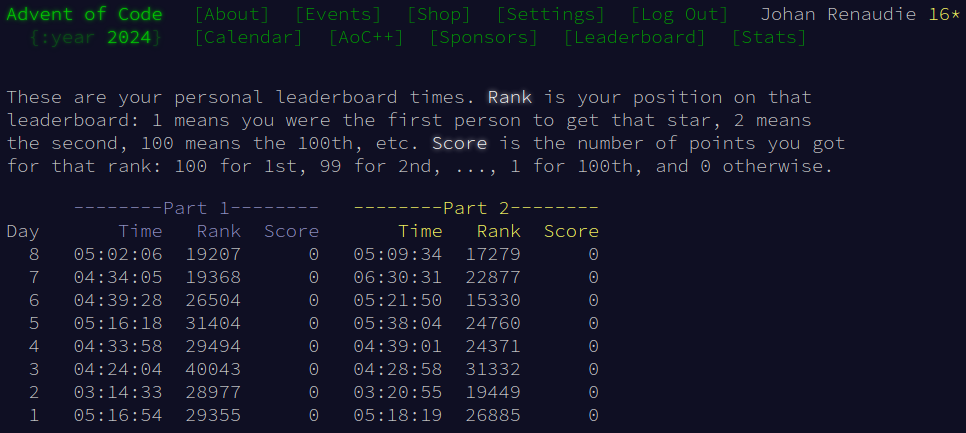 Advent of Code [About] [Events] [Shop] [Settings] [Log Out] Johan Renaudie 16*
{:year 2024} [Calendar] [AoC++] [Sponsors] [Leaderboard] [Stats]
These are your personal leaderboard times. Rank is your position on that
leaderboard: 1 means you were the first person to get that star, 2 means
the second, 100 means the 100th, etc. Score is the number of points you got
for that rank: 100 for 1st, 99 for 2nd, ..., 1 for 100th, and 0 otherwise.
--------Part 1-------- --------Part 2--------
Day Time Rank Score Time Rank Score
8 05:02:06 19207 0 05:09:34 17279 0
7 04:34:05 19368 0 06:30:31 22877 0
6 04:39:28 26504 0 05:21:50 15330 0
5 05:16:18 31404 0 05:38:04 24760 0
4 04:33:58 29494 0 04:39:01 24371 0
3 04:24:04 40043 0 04:28:58 31332 0
2 03:14:33 28977 0 03:20:55 19449 0
1 05:16:54 29355 0 05:18:19 26885 0